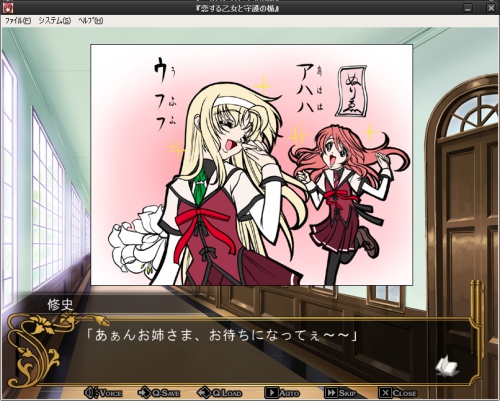 『恋する乙女と守護の楯』
ファイル(F) システム(S) ヘルプ(H)
ぬりゑ
アハハ
あはは
ウフフ
うふふ
修史
「あぁんお姉さま、お待ちになってぇ～～」
VOICE Q-SAVE Q-LOAD AUTO SKIP CLOSE